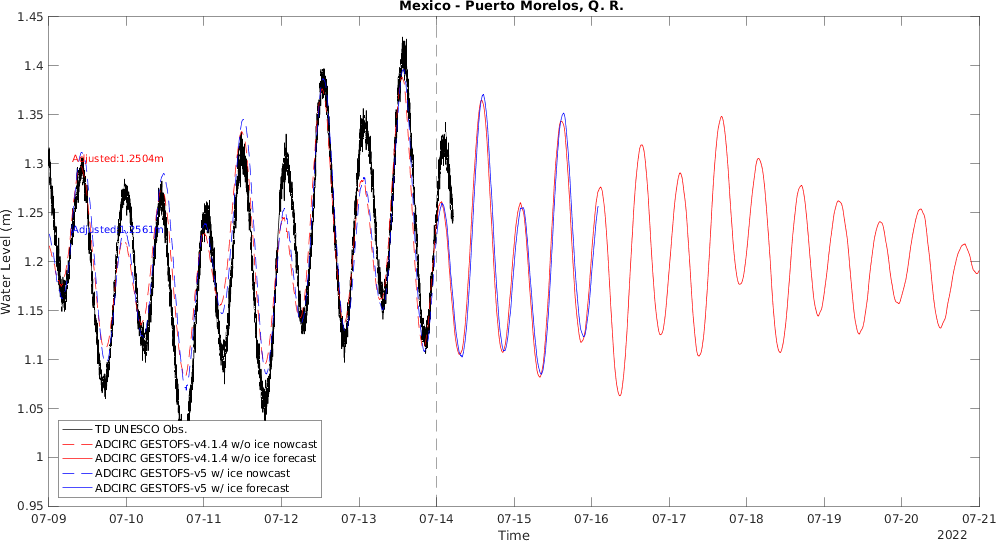 Mexico - Puerto Morelos, Q. R.
1.45
1.4
1.35
1.3
1.25
1.2
1.15
1.1
1.05
1
0.95
Water Level (m)
Adjusted:1.2504m
Adjusted:1.2561m
TD UNESCO Obs.
ADCIRC GESTOFS-v4.1.4 w/o ice nowcast
ADCIRC GESTOFS-v4.1.4 w/o ice forecast
ADCIRC GESTOFS-v5 w/ ice nowcast
ADCIRC GESTOFS-v5 w/ ice forecast
07-09 07-10 07-11 07-12 07-13 07-14 07-15 07-16 07-17 07-18 07-19 07-20 07-21
Time
2022